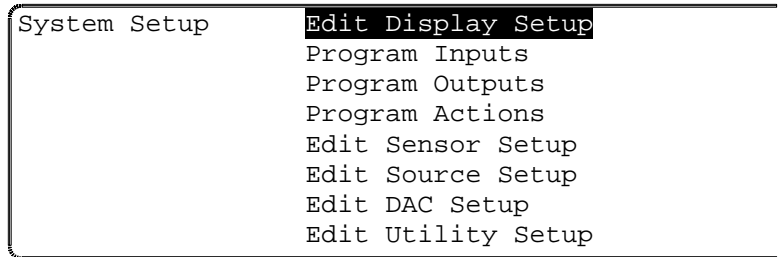 System Setup Edit Display Setup
Program Inputs
Program Outputs
Program Actions
Edit Sensor Setup
Edit Source Setup
Edit DAC Setup
Edit Utility Setup